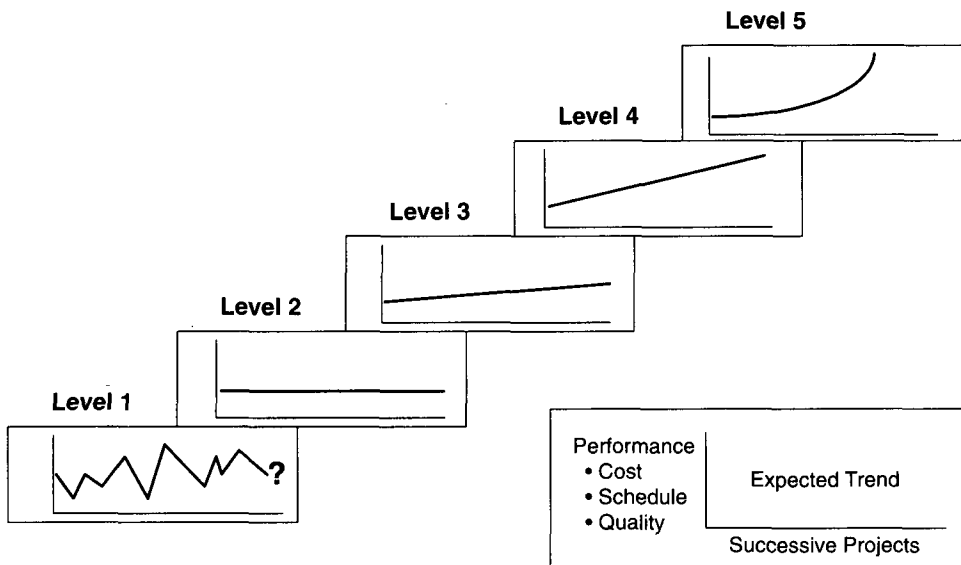 Level 5
Level 4
Level 3
Level 2
Level 1
?
Performance
• Cost
• Schedule
• Quality
Expected Trend
Successive Projects